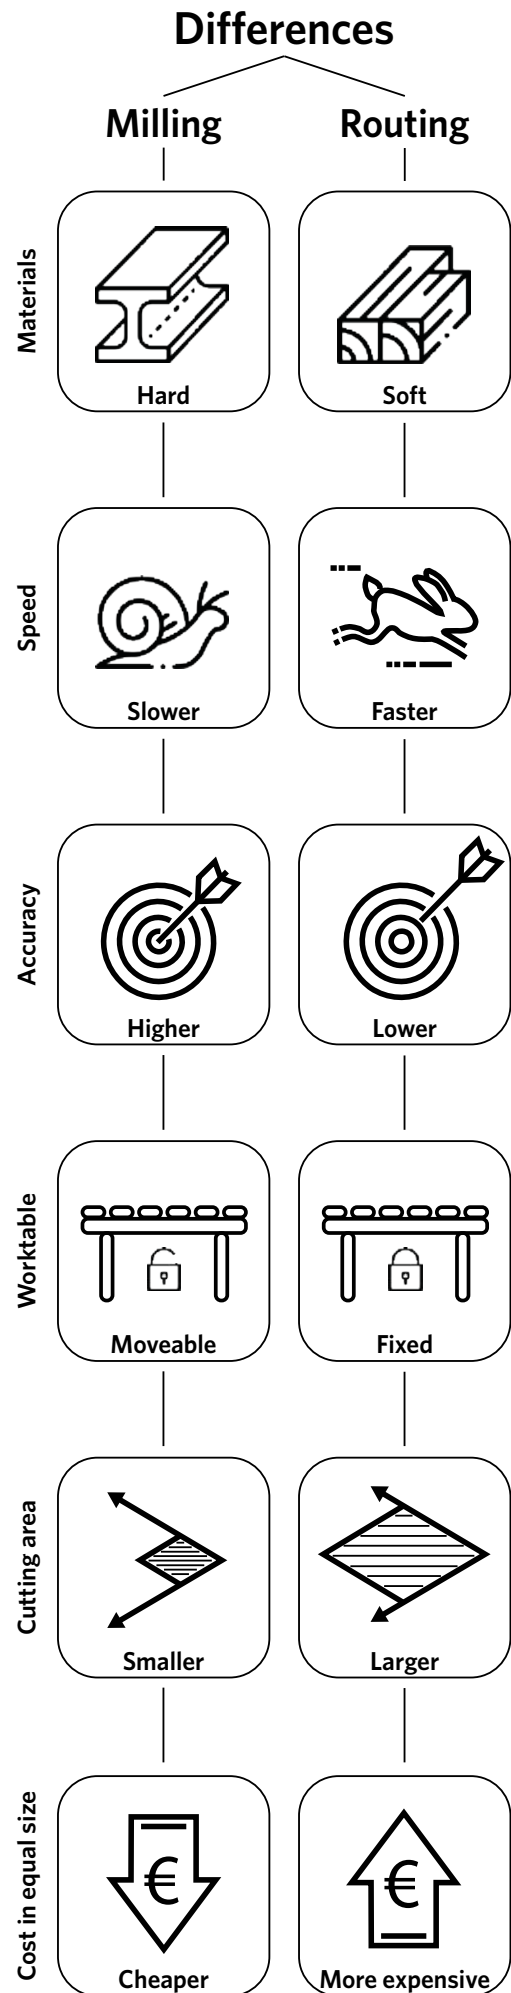 Differences
Milling
Routing
Materials
Hard
Soft
Speed
Slower
Faster
Accuracy
Higher
Lower
Worktable
Moveable
Fixed
Cutting area
Smaller
Larger
Cost in equal size
€
€
Cheaper
More expensive